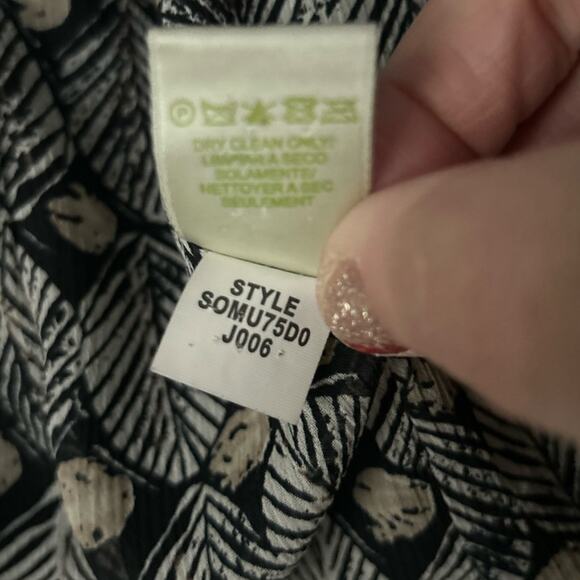 P
DRY CLEAN ONLY/
LIMPIAR A SECO
SOLAMENTE/
NETTOYER A SEC
SEULEMENT
STYLE
SOMU75D0
J006